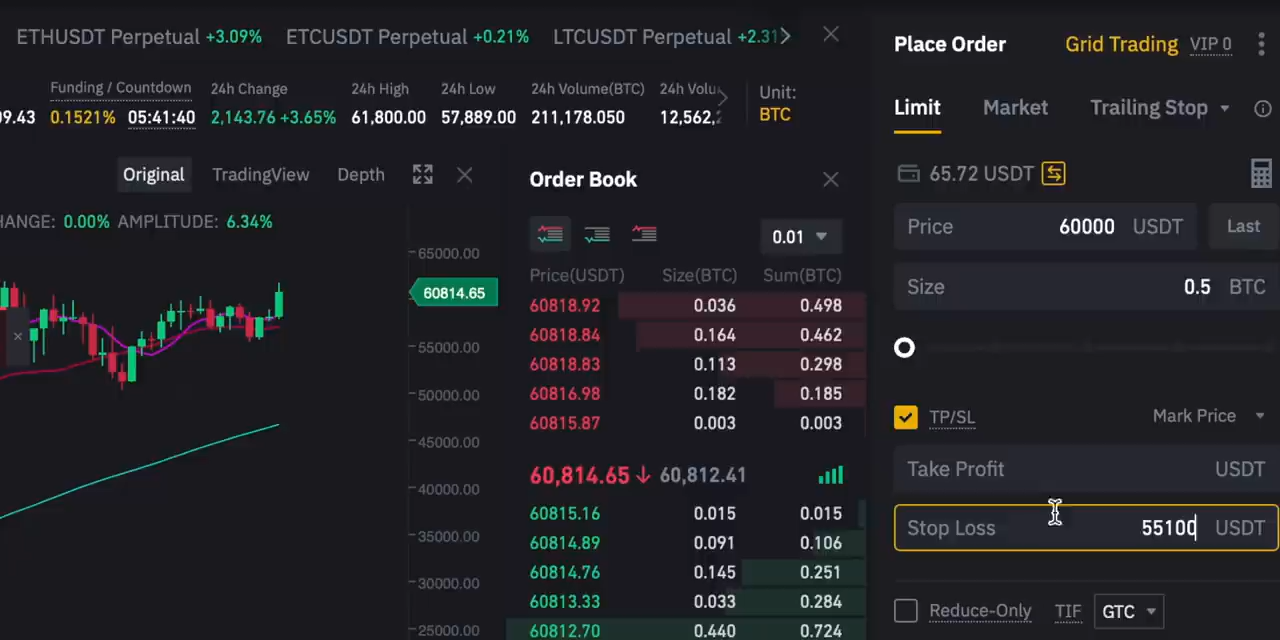 ETHUSDT Perpetual +3.09% ETCUSDT Perpetual +0.21% LTCUSDT Perpetual +2.31
Funding / Countdown 24h Change 24h High 24h Low 24h Volume(BTC) 24h Volu
09.43 0.1521% 05:41:40 2,143.76 +3.65% 61,800.00 57,889.00 211,178.050 12,562,
Unit:
BTC
Original TradingView Depth
HANGE: 0.00% AMPLITUDE: 6.34%
65000.00
60814.65
55000.00
50000.00
45000.00
40000.00
35000.00
30000.00
25000.00
Order Book
0.01
Price(USDT) Size(BTC) Sum(BTC)
60818.92 0.036 0.498
60818.84 0.164 0.462
60818.83 0.113 0.298
60816.98 0.182 0.185
60815.87 0.003 0.003
60,814.65 60,812.41
60815.16 0.015 0.015
60814.89 0.091 0.106
60814.76 0.145 0.251
60813.33 0.033 0.284
60812.70 0.440 0.724
Place Order Grid Trading VIP 0
Limit Market Trailing Stop
65.72 USDT
Price 60000 USDT Last
Size 0.5 BTC
TP/SL Mark Price
Take Profit USDT
Stop Loss 55100 USDT
Reduce-Only TIF GTC